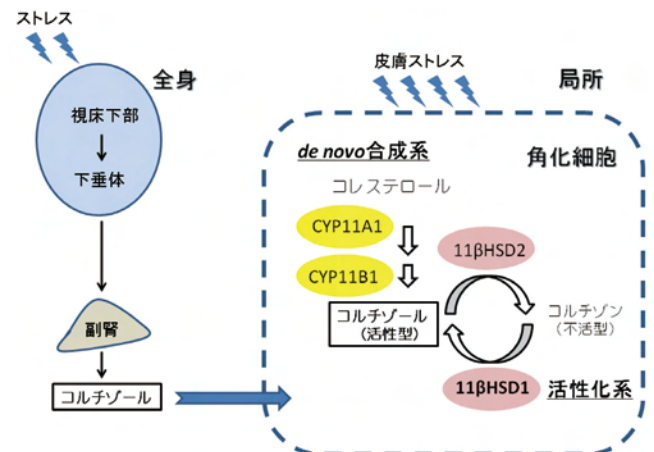 ストレス
全身
視床下部
下垂体
副腎
コルチゾール
皮膚ストレス
局所
de novo合成系
角化細胞
コレステロール
CYP11A1
CYP11B1
11βHSD2
コルチゾール
(活性型)
コルチゾン
(不活型)
11βHSD1
活性化系